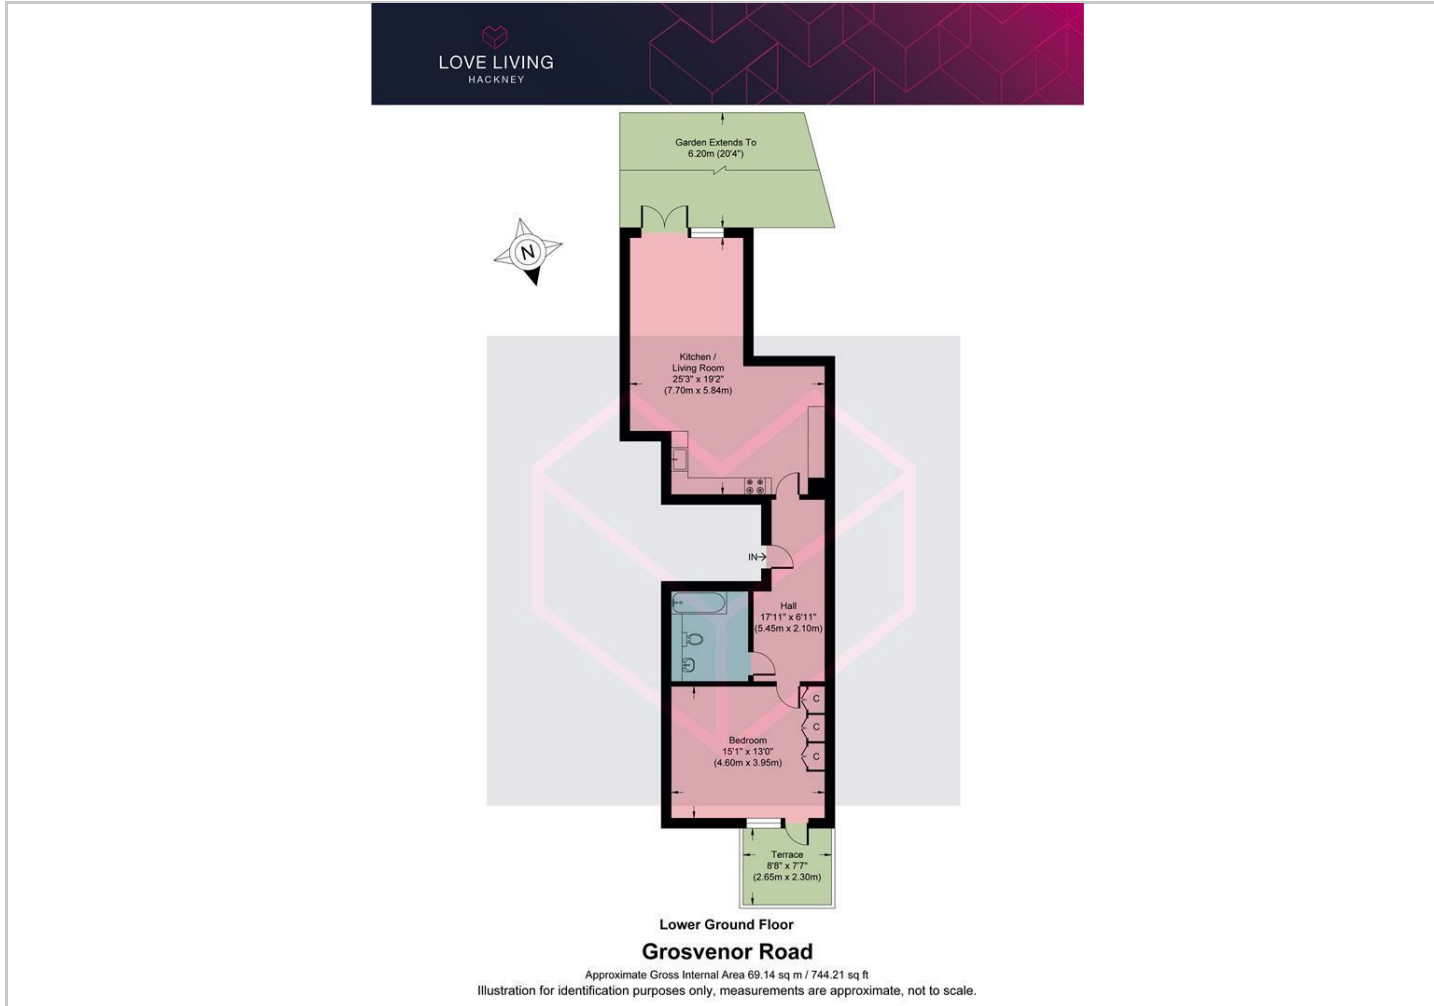 LOVE LIVING
HACKNEY
Garden Extends To
6.20m (20'4")
N
Kitchen /
Living Room
25'3" x 19'2"
(7.70m x 5.84m)
IN
Hall
17'11" x 6'11"
(5.45m x 2.10m)
C
C
C
Bedroom
15'1" x 13'0"
(4.60m x 3.95m)
Terrace
8'8" x 7'7"
(2.65m x 2.30m)
Lower Ground Floor
Grosvenor Road
Approximate Gross Internal Area 69.14 sq m / 744.21 sq ft
Illustration for identification purposes only, measurements are approximate, not to scale.